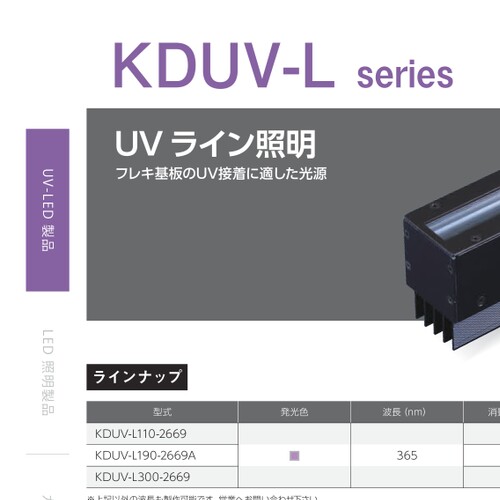 KDUV-L series
UV ライン照明
フレキ基板のUV接着に適した光源
UV-LED 製品
LED 照明製品
ラインナップ
型式 発光色 波長 (nm)
KDUV-L110-2669
KDUV-L190-2669A 365
KDUV-L300-2669